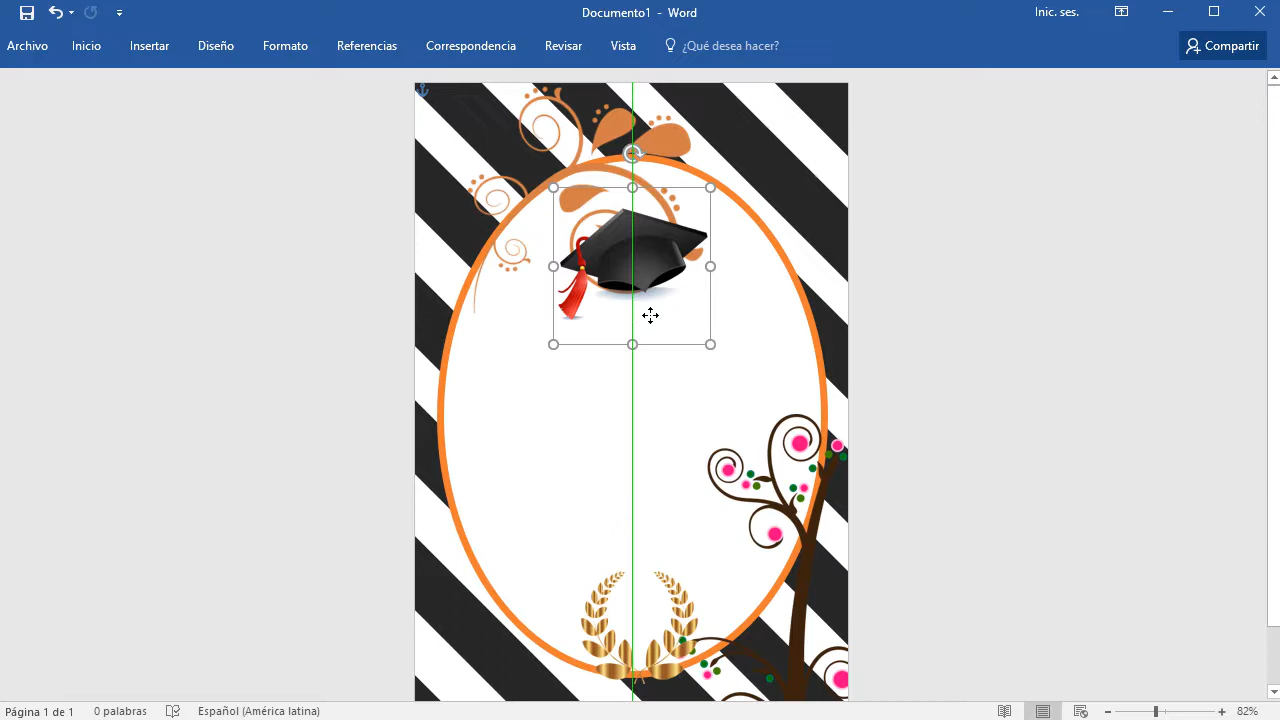 Documento1 - Word
Inic. ses.
Archivo Inicio Insertar Diseño Formato Referencias Correspondencia Revisar Vista ¿Qué desea hacer? Compartir
Página 1 de 1 0 palabras Español (América latina) 82%